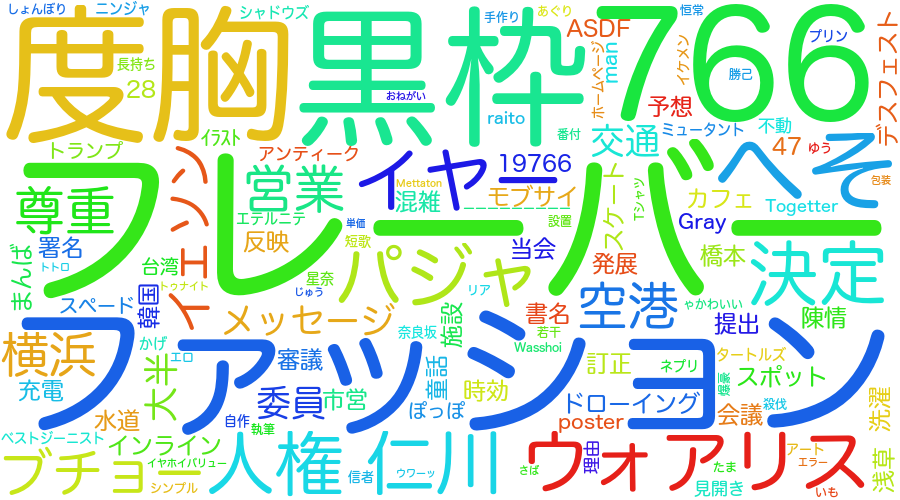 しょんぼり
ニンジャ
シャドウズ
手作り
あぐり
恒常
度胸
黒枠
766
ASDF
man
ホームページ
イケメン
プリン
勝己
デスフェスト
長持ち
28
おねがい
raito
番付
予想
ミュータント
不動
トランプ
イラスト
アンティーク
交通
47
ゆう
包装
へそ
イェソン
営業
イヤー
19766
Mettaton
混雑
モブサイ
カフェ
Togetter
尊重
フレーバー
エデルニテ
単価
設置
Tシャツ
スケート
Gray
署名
反映
短歌
当会
橋本
決定
まんば
台湾
トトロ
トゥナイト
星奈
パジャ
リア
発展
スペード
韓国
じゅう
空港
ゃかわいい
メッセージ
奈良坂
施設
若干
書名
提出
陳情
横浜
ファッション
かげ
エロ
審議
童話
Wasshoi
訂正
ネプリ
タートルズ
充電
大半
委員
市営
時効
スポット
爆豪
殺伐
水道
自作
執筆
ぽっぽ
ドローイング
poster
会議
洗濯
ベストジーニスト
インライン
人権
仁川
ウォアリス
理由
アート
エラー
浅草
ブチョー
イヤホイバリュー
シンプル
信者
ウワーッ
さば
たま
見開き
いも